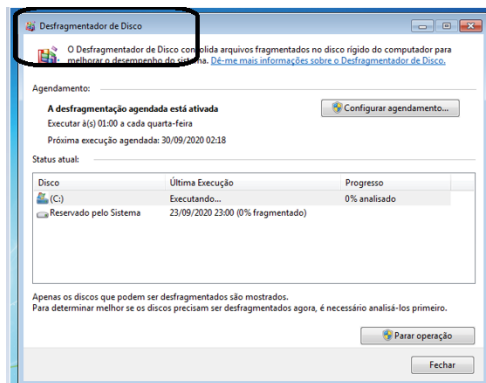 Desfragmentador de Disco
O Desfragmentador de Disco consolida arquivos fragmentados no disco rígido do computador para
melhorar o desempenho do sistema. Dê-me mais informações sobre o Desfragmentador de Disco.
Agendamento:
A desfragmentação agendada está ativada
Configurar agendamento...
Executar à(s) 01:00 a cada quarta-feira
Próxima execução agendada: 30/09/2020 02:18
Status atual:
Disco Última Execução Progresso
(C:) Executando... 0% analisado
Reservado pelo Sistema 23/09/2020 23:00 (0% fragmentado)
Apenas os discos que podem ser desfragmentados são mostrados.
Para determinar melhor se os discos precisam ser desfragmentados agora, é necessário analisá-los primeiro.
Parar operação
Fechar